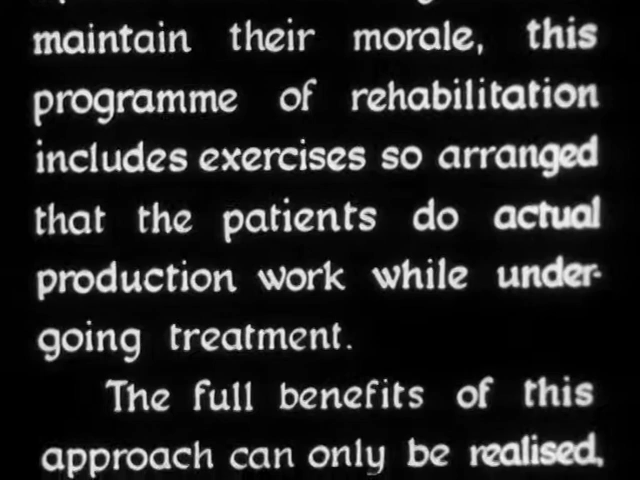 maintain their morale, this
programme of rehabilitation
includes exercises so arranged
that the patients do actual
production work while under-
going treatment.
The full benefits of this
approach can only be realised,